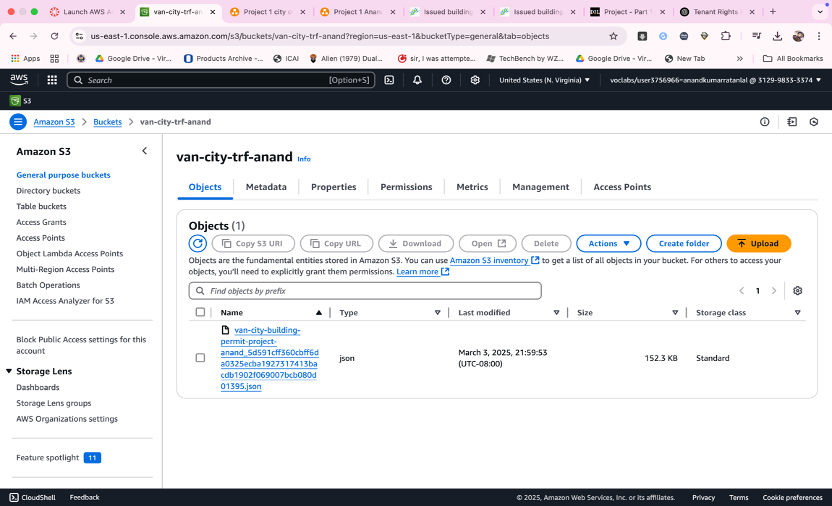 Launch AWS A
van-city-trf-an
Project 1 city o
Project 1 Anan
Issued building
Issued building
Project - Part 1
Tenant Rights
us-east-1.console.aws.amazon.com/s3/buckets/van-city-trf-anand?region=us-east-1&bucketType=general&tab=objects
Apps
Google Drive - Vir...
Product Archive -...
ICAI
Alien (1979) Dual...
sir, I was attempte...
TechBench by WZ...
Google Drive - Vir...
New Tab
All Bookmarks
aws
Search
[Option+S]
United States (N. Virginia)
voclabs/user3756966=anandkumarratanlal @ 3129-9833-3374
S3
Amazon S3 > Buckets > van-city-trf-anand
Amazon S3
General purpose buckets
Directory buckets
Table buckets
Access Grants
Access Points
Object Lambda Access Points
Multi-Region Access Points
Batch Operations
IAM Access Analyzer for S3
Block Public Access settings for this
account
Storage Lens
Dashboards
Storage Lens groups
AWS Organizations settings
Feature spotlight 11
van-city-trf-anand Info
Objects
Metadata
Properties
Permissions
Metrics
Management
Access Points
Objects (1)
Copy S3 URI
Copy URL
Download
Open
Delete
Actions
Create folder
Upload
Objects are the fundamental entities stored in Amazon S3. You can use Amazon S3 inventory to get a list of all objects in your bucket. For others to access your
objects, you'll need to explicitly grant them permissions. Learn more
Find objects by prefix
1
Name
Type
Last modified
Size
Storage class
van-city-building-
permit-project-
anand_5d591cff360cbff6d
a0325ecba1927317413ba
cdb1902f069007bcb080d
01395.json
json
March 3, 2025, 21:59:53
(UTC-08:00)
152.3 KB
Standard
CloudShell
Feedback
© 2025, Amazon Web Services, Inc. or its affiliates.
Privacy
Terms
Cookie preferences